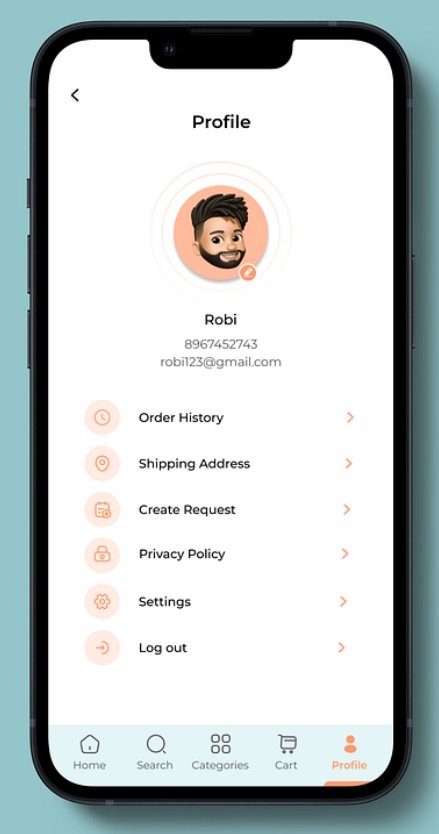 Profile
Robi
8967452743
robi123@gmail.com
Order History
Shipping Address
Create Request
Privacy Policy
Settings
Log out
Home Search Categories Cart Profile